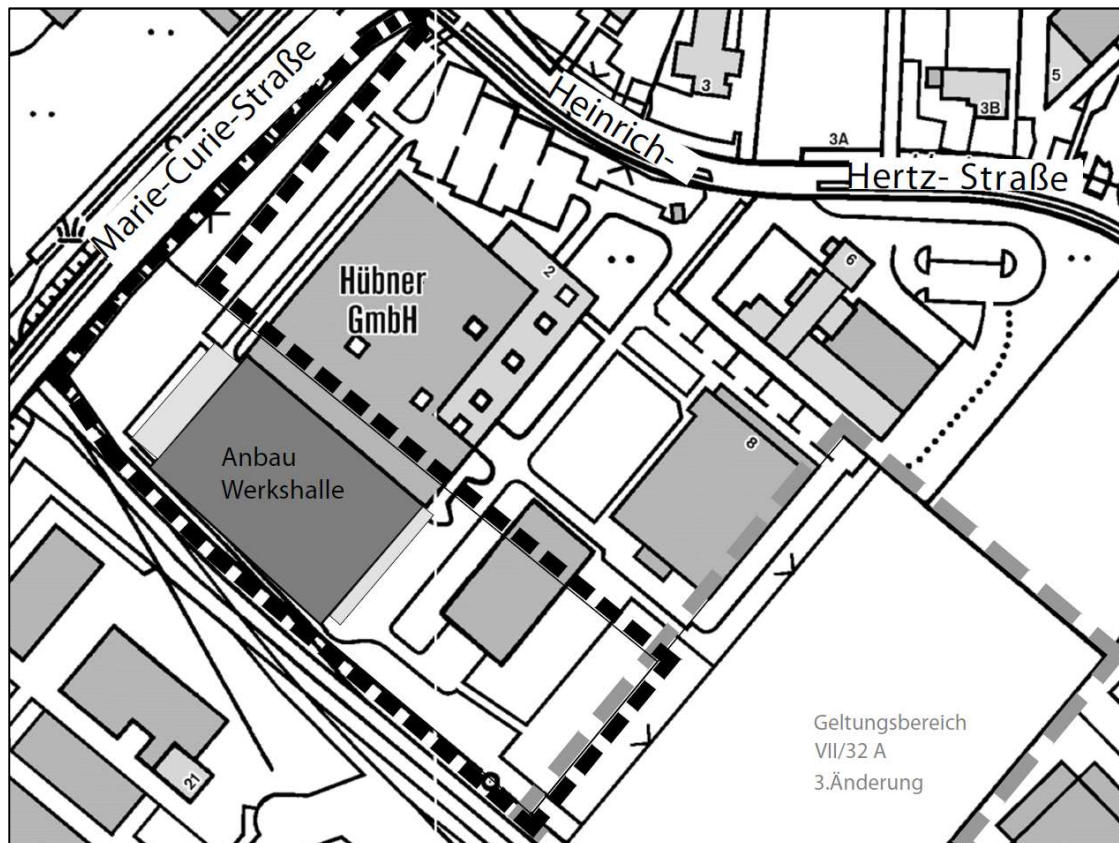 Marie-Curie-Straße
Heinrich-
Hertz- Straße
3
3A
3B
5
2
6
8
Hübner
GmbH
Anbau
Werkshalle
21
Geltungsbereich
VII/32 A
3.Änderung